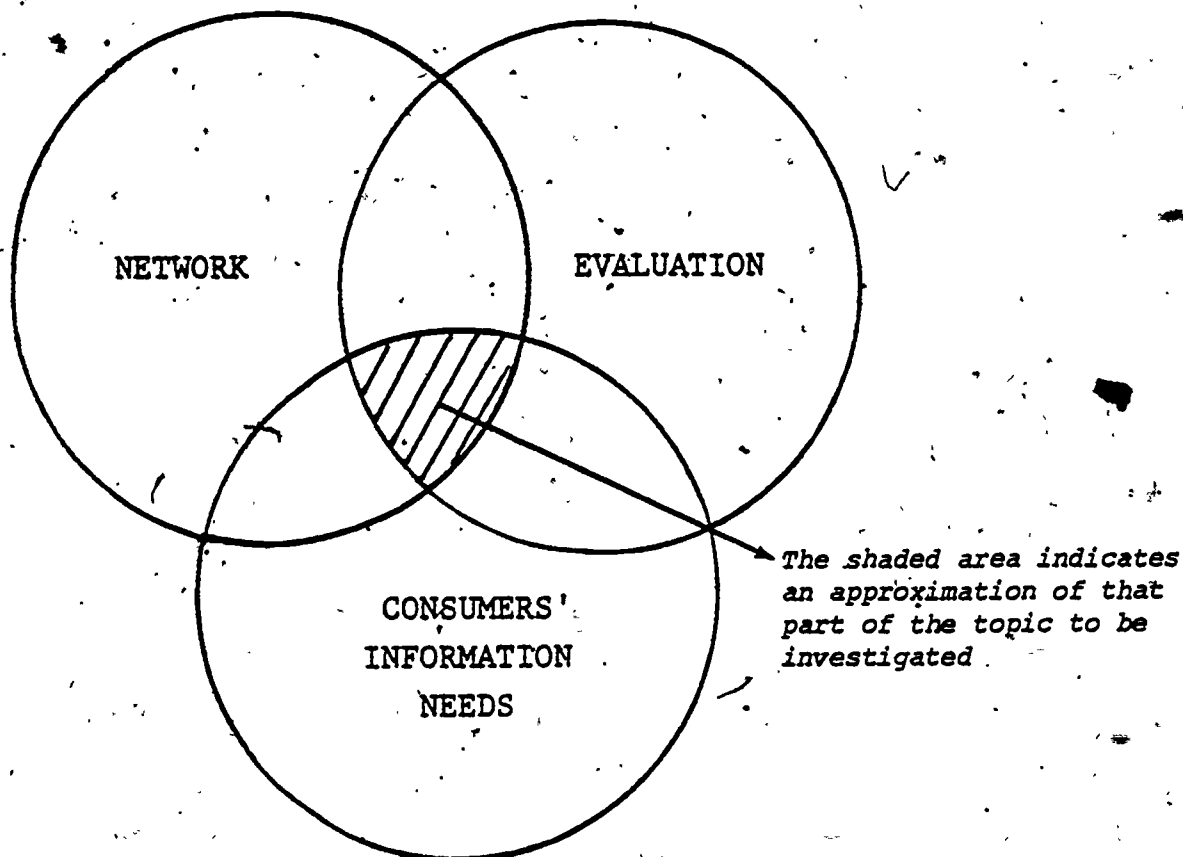 NETWORK
EVALUATION
CONSUMERS'
INFORMATION
NEEDS
The shaded area indicates
an approximation of that
part of the topic to be
investigated